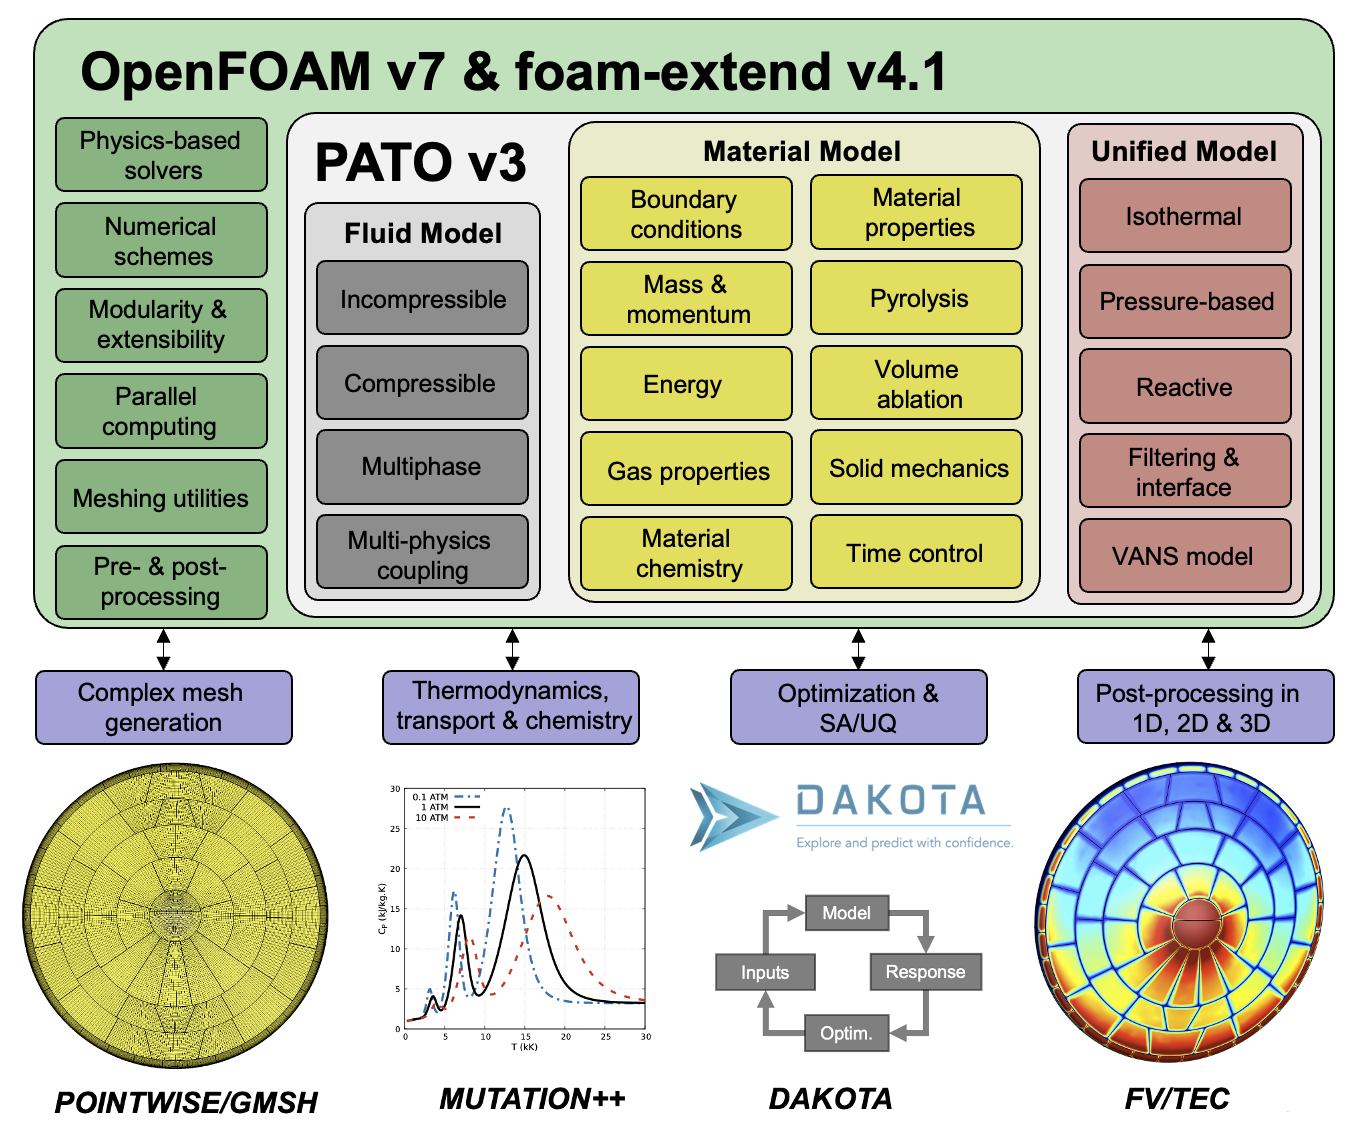 OpenFOAM v7 & foam-extend v4.1
Physics-based
solvers
Numerical
schemes
Modularity &
extensibility
Parallel
computing
Meshing utilities
Pre- & post-
processing
PATO v3
Fluid Model
Incompressible
Compressible
Multiphase
Multi-physics
coupling
Material Model
Boundary
conditions
Mass &
momentum
Energy
Gas properties
Material
chemistry
Material
properties
Pyrolysis
Volume
ablation
Solid mechanics
Time control
Unified Model
Isothermal
Pressure-based
Reactive
Filtering &
interface
VANS model
Complex mesh
generation
Thermodynamics,
transport & chemistry
Optimization &
SA/UQ
Post-processing in
1D, 2D & 3D
0.1 ATM
1 ATM
10 ATM
30
25
20
15
10
5
0
C_P (kJ/kg.K)
0 5 10 15 20 25 30
T (kK)
DAKOTA
Explore and predict with confidence.
Model
Inputs
Response
Optim.
POINTWISE/GMSH
MUTATION++
DAKOTA
FV/TEC